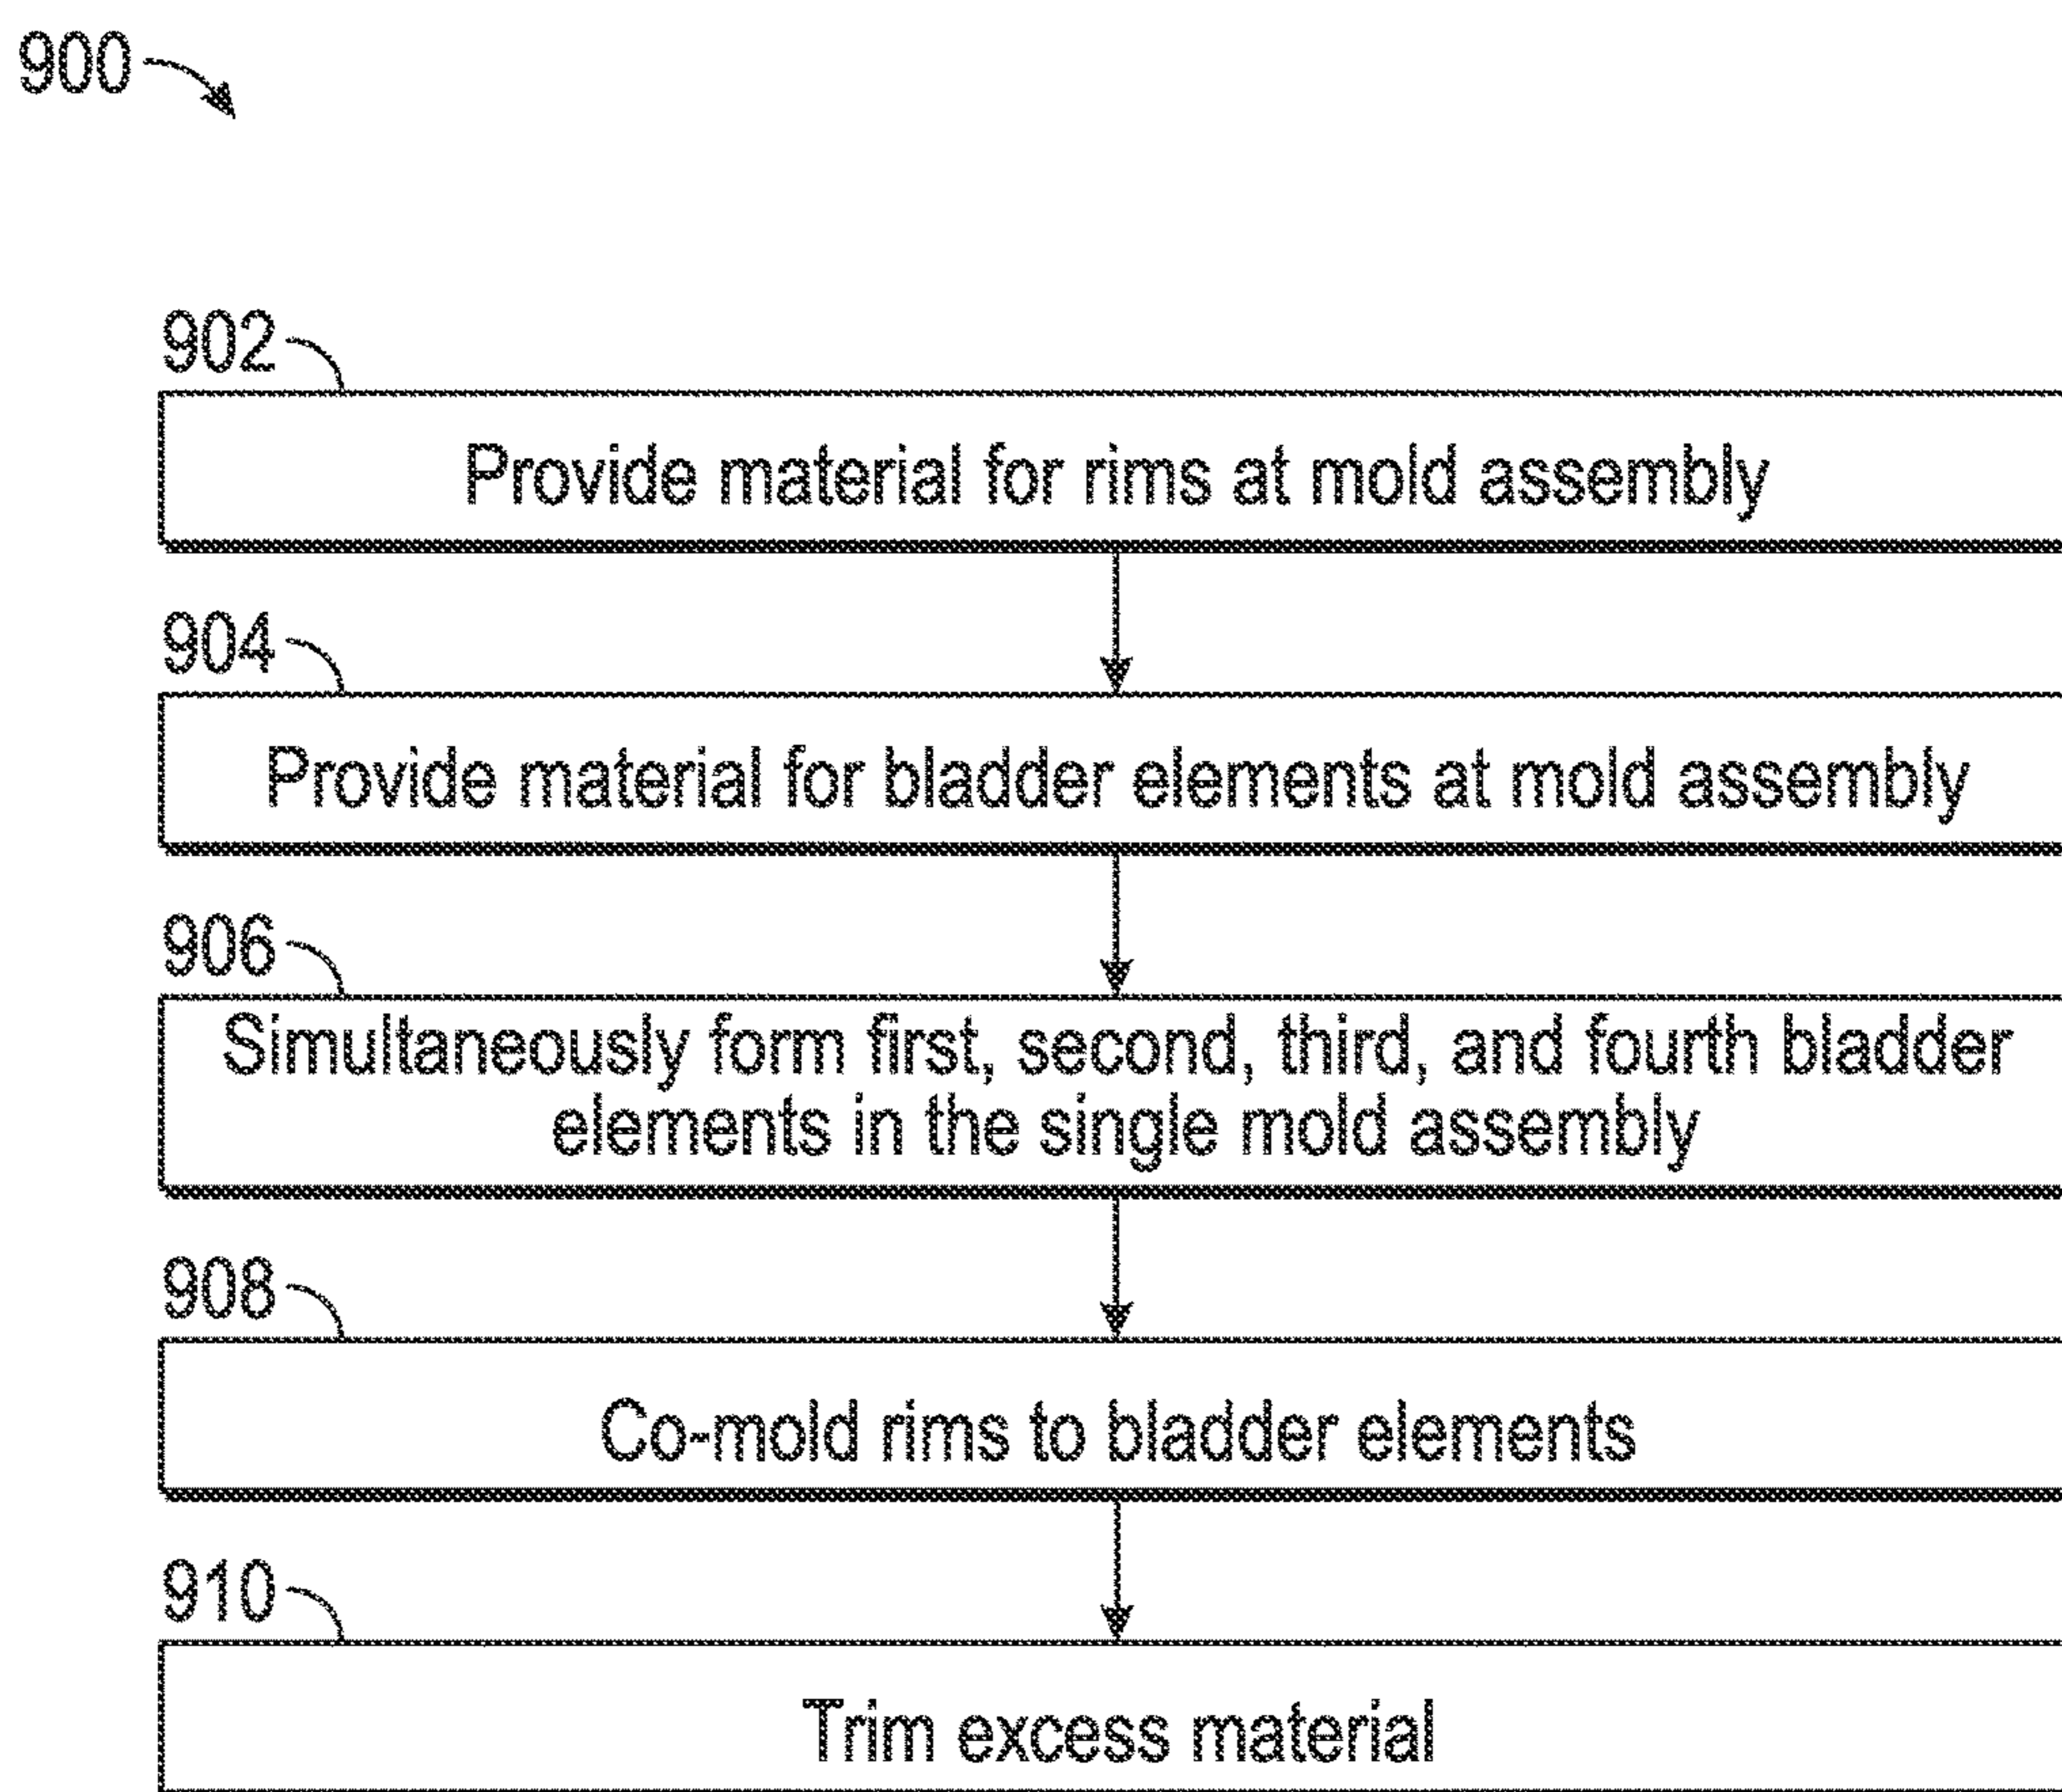 900
902
Provide material for rims at mold assembly
904
Provide material for bladder elements at mold assembly
906
Simultaneously form first, second, third, and fourth bladder
elements in the single mold assembly
908
Co-mold rims to bladder elements
910
Trim excess material